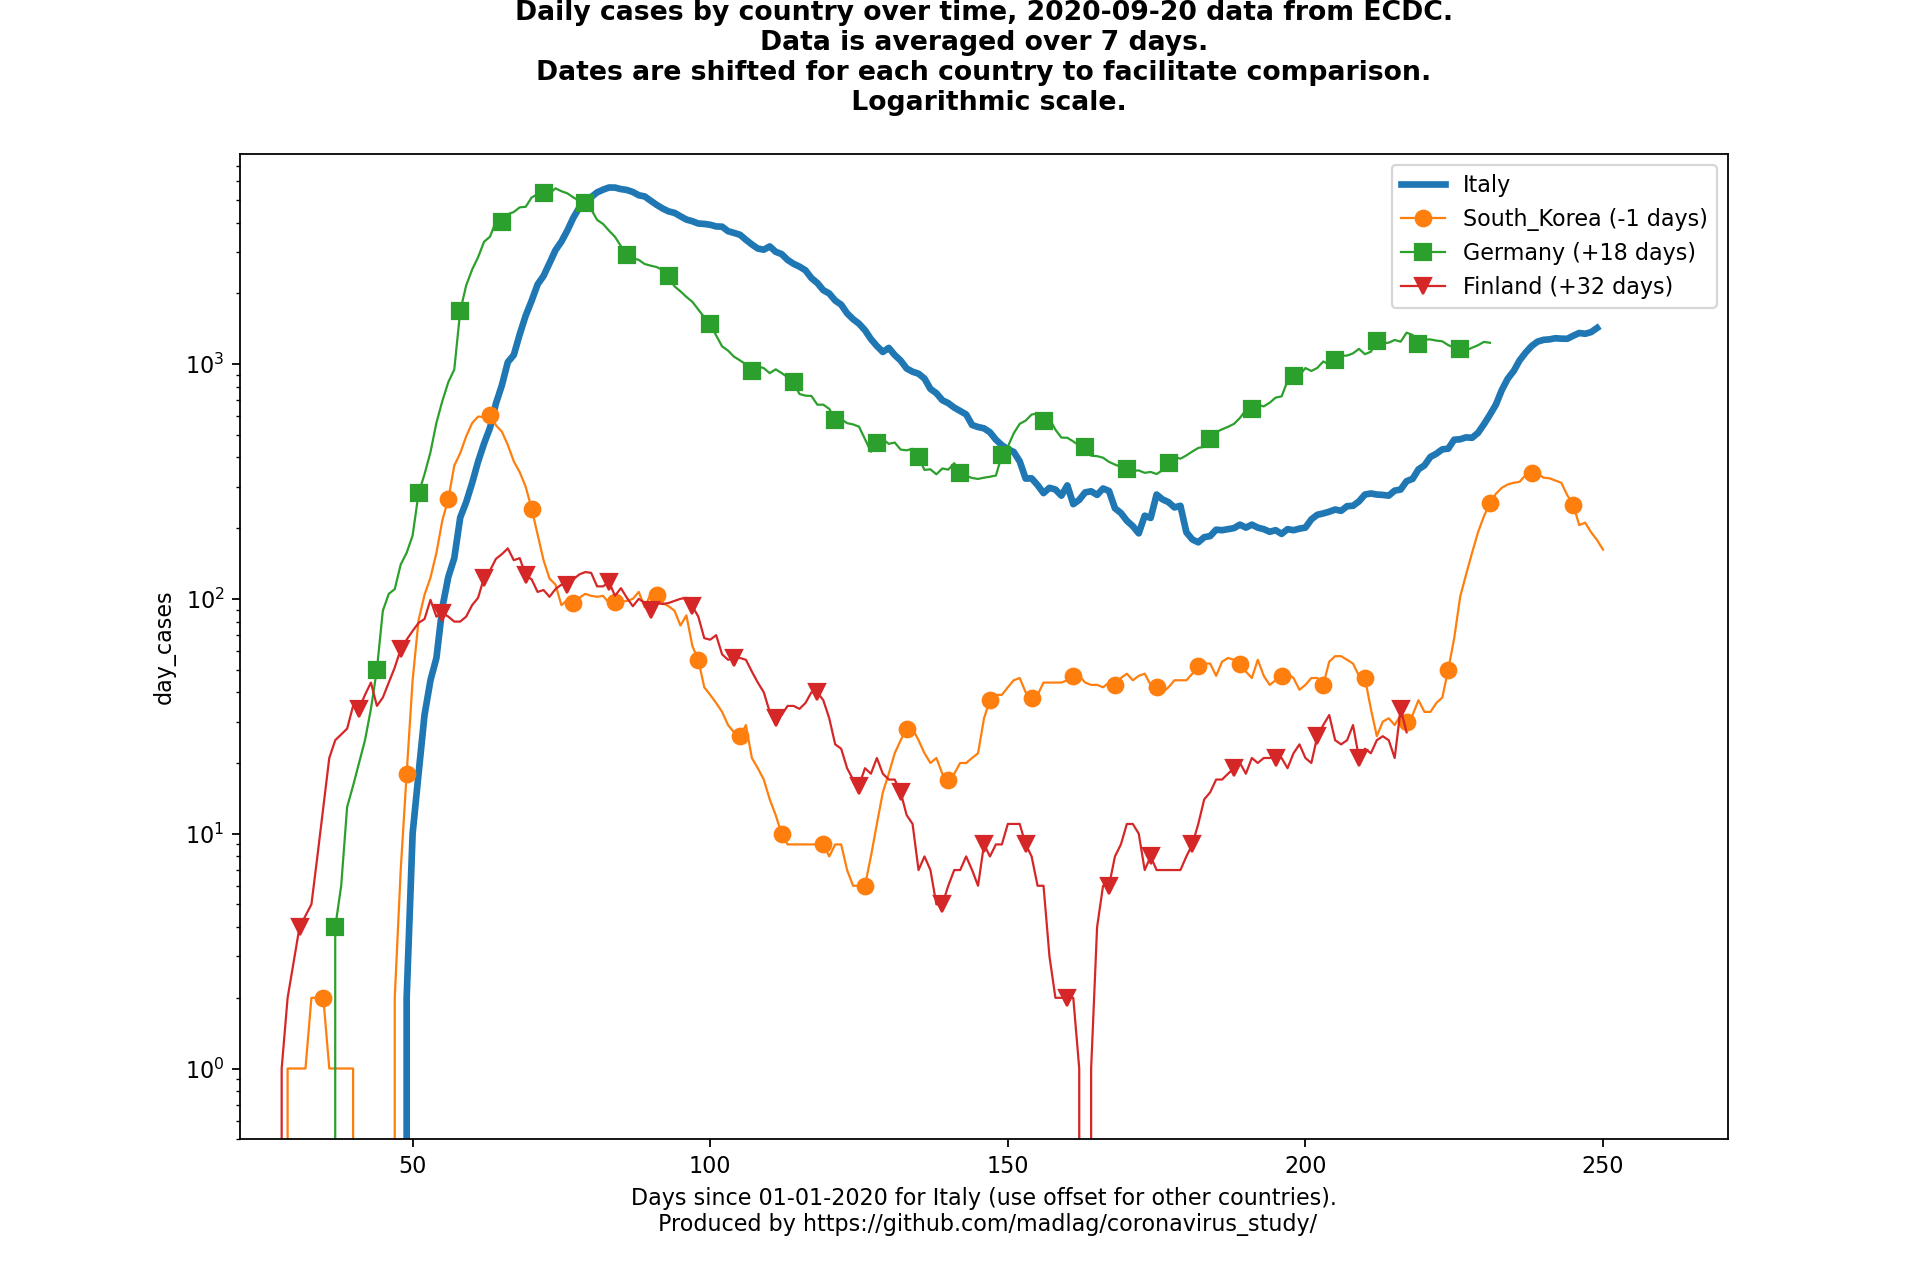 Daily cases by country over time, 2020-09-20 data from ECDC.
Data is averaged over 7 days.
Dates are shifted for each country to facilitate comparison.
Logarithmic scale.
Italy
South_Korea (-1 days)
Germany (+18 days)
Finland (+32 days)
day_cases
10³
10²
10¹
10⁰
50 100 150 200 250
Days since 01-01-2020 for Italy (use offset for other countries).
Produced by https://github.com/madlag/coronavirus_study/